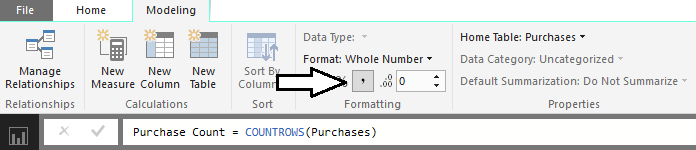 File Home Modeling
Data Type:
Home Table: Purchases
Format: Whole Number
Data Category: Uncategorized
% , .00 0
Default Summarization: Do Not Summarize
Manage
Relationships
New
Measure
New
Column
New
Table
Sort By
Column
Relationships Calculations Sort Formatting Properties
Purchase Count = COUNTROWS(Purchases)